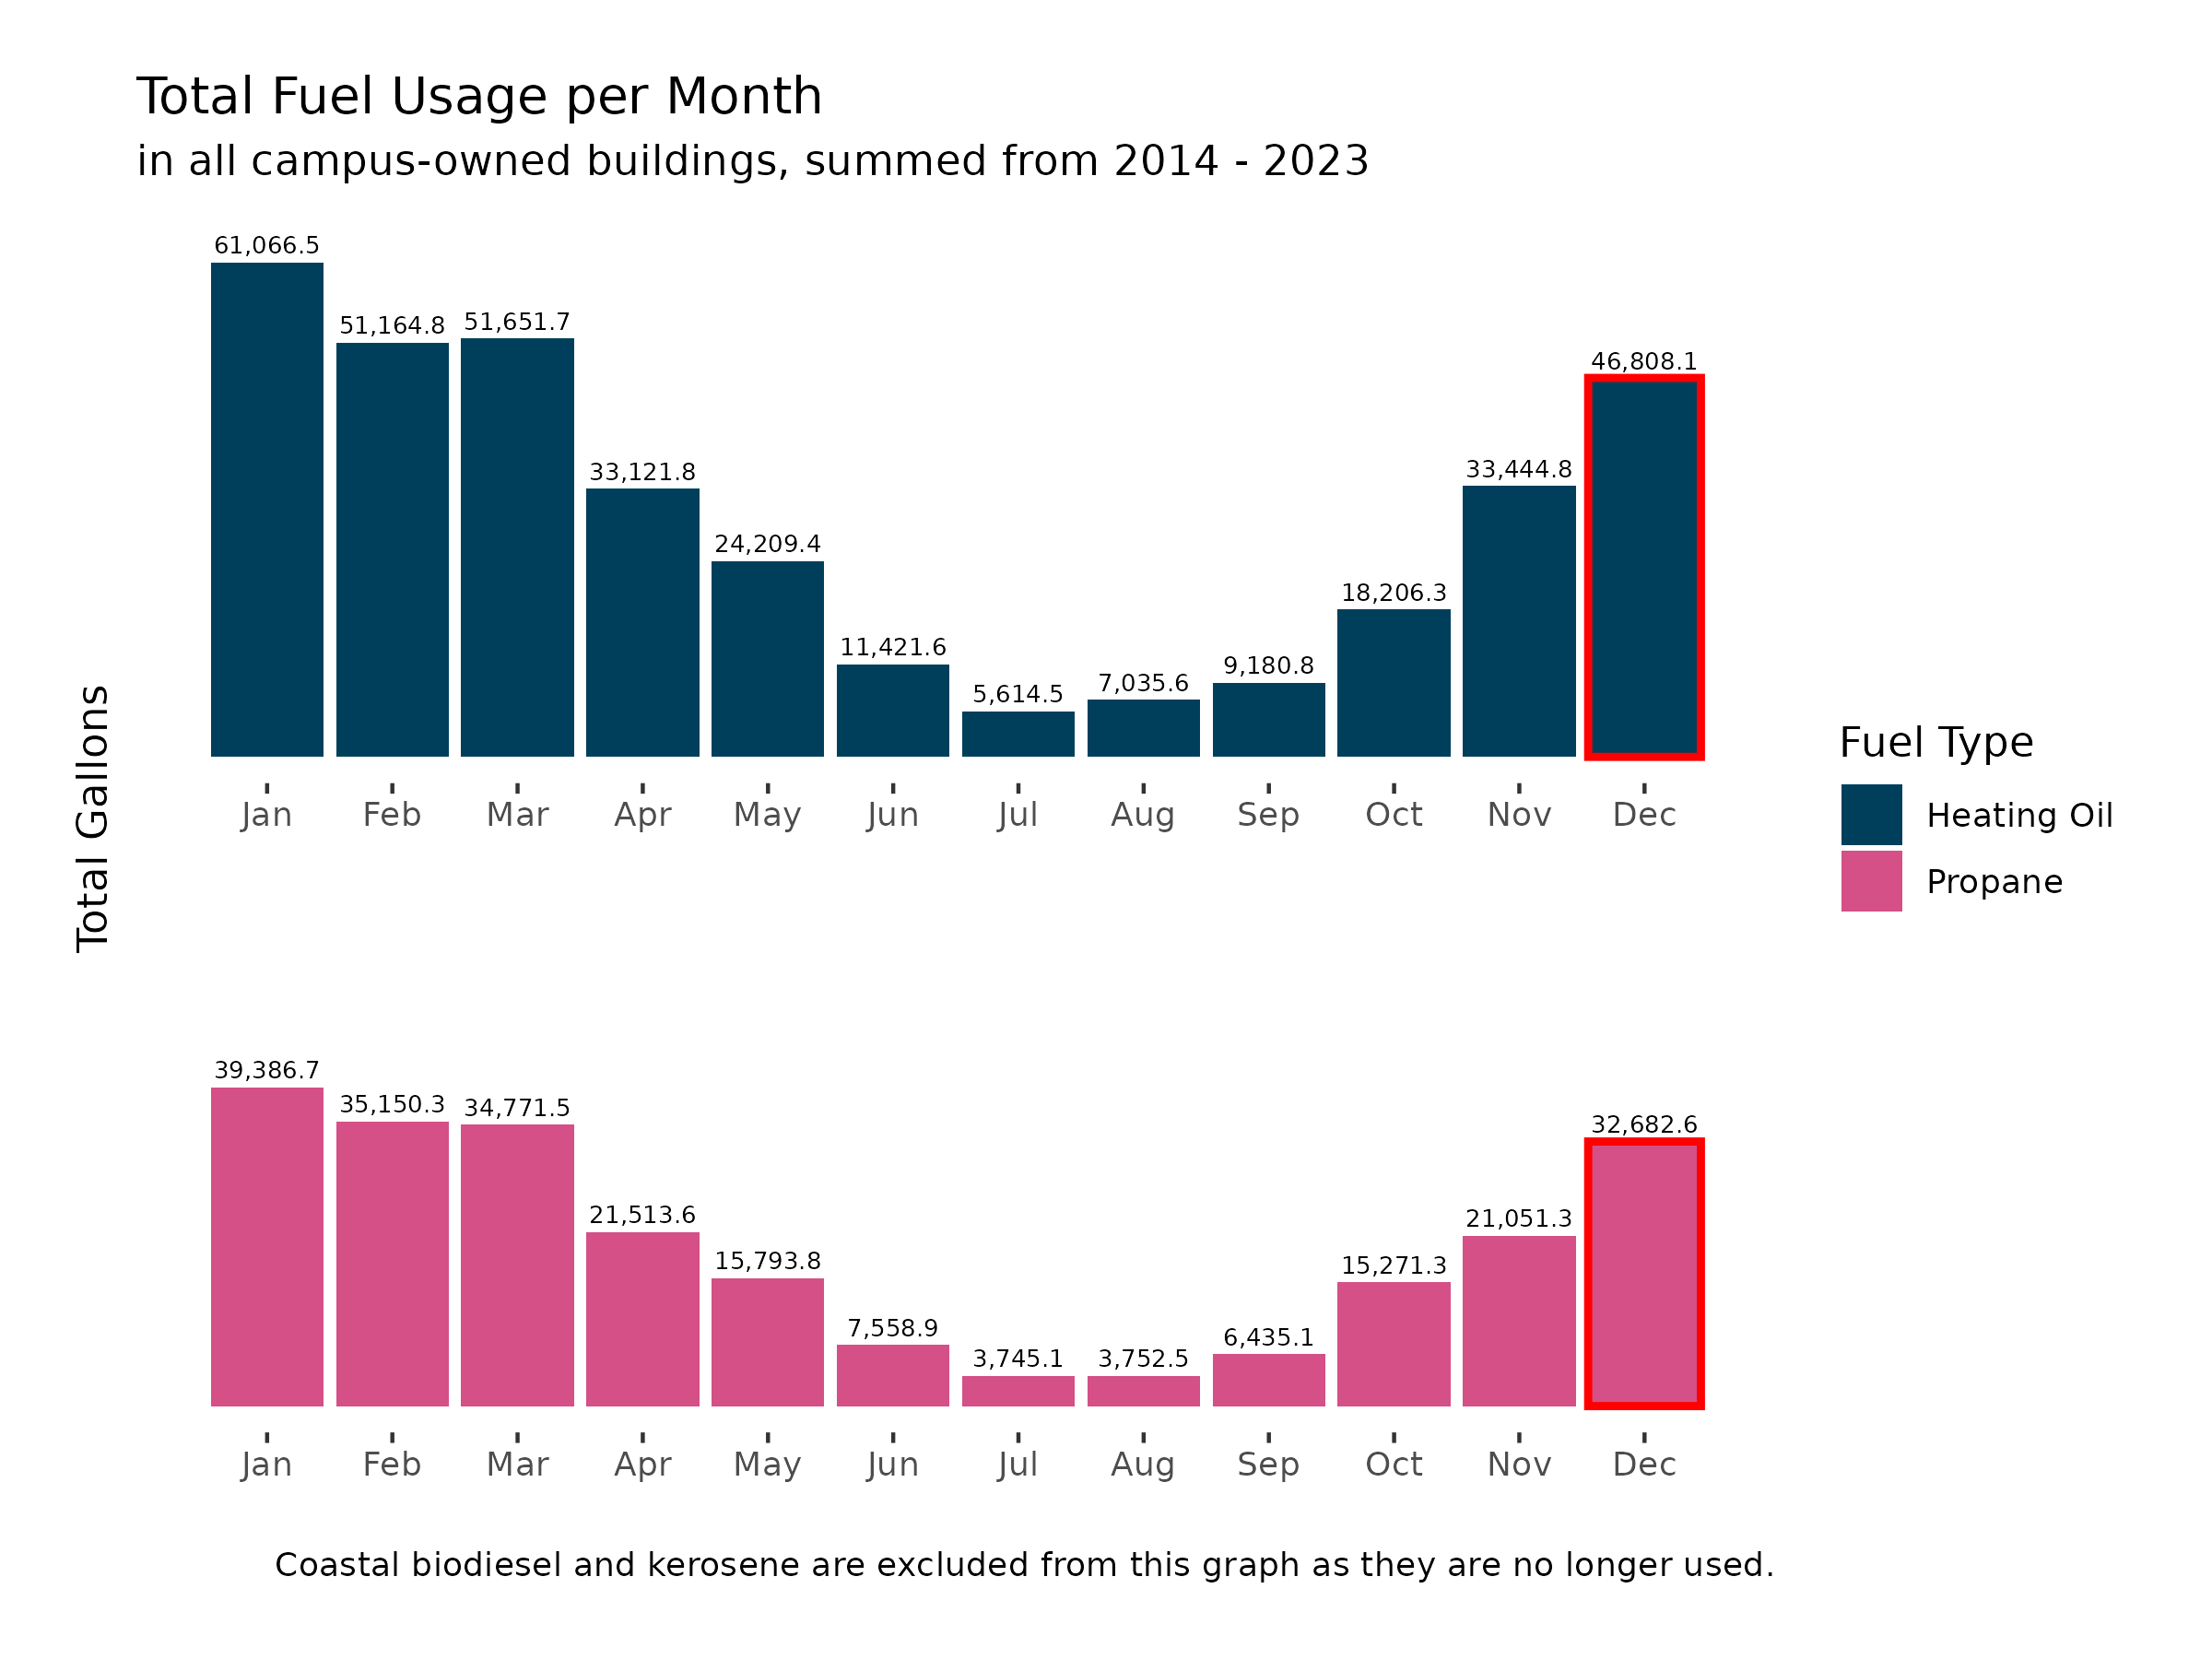 Total Fuel Usage per Month
in all campus-owned buildings, summed from 2014 - 2023
Total Gallons
61,066.5
51,164.8
51,651.7
33,121.8
24,209.4
11,421.6
5,614.5
7,035.6
9,180.8
18,206.3
33,444.8
46,808.1
Jan Feb Mar Apr May Jun Jul Aug Sep Oct Nov Dec
39,386.7
35,150.3
34,771.5
21,513.6
15,793.8
7,558.9
3,745.1
3,752.5
6,435.1
15,271.3
21,051.3
32,682.6
Jan Feb Mar Apr May Jun Jul Aug Sep Oct Nov Dec
Fuel Type
Heating Oil
Propane
Coastal biodiesel and kerosene are excluded from this graph as they are no longer used.